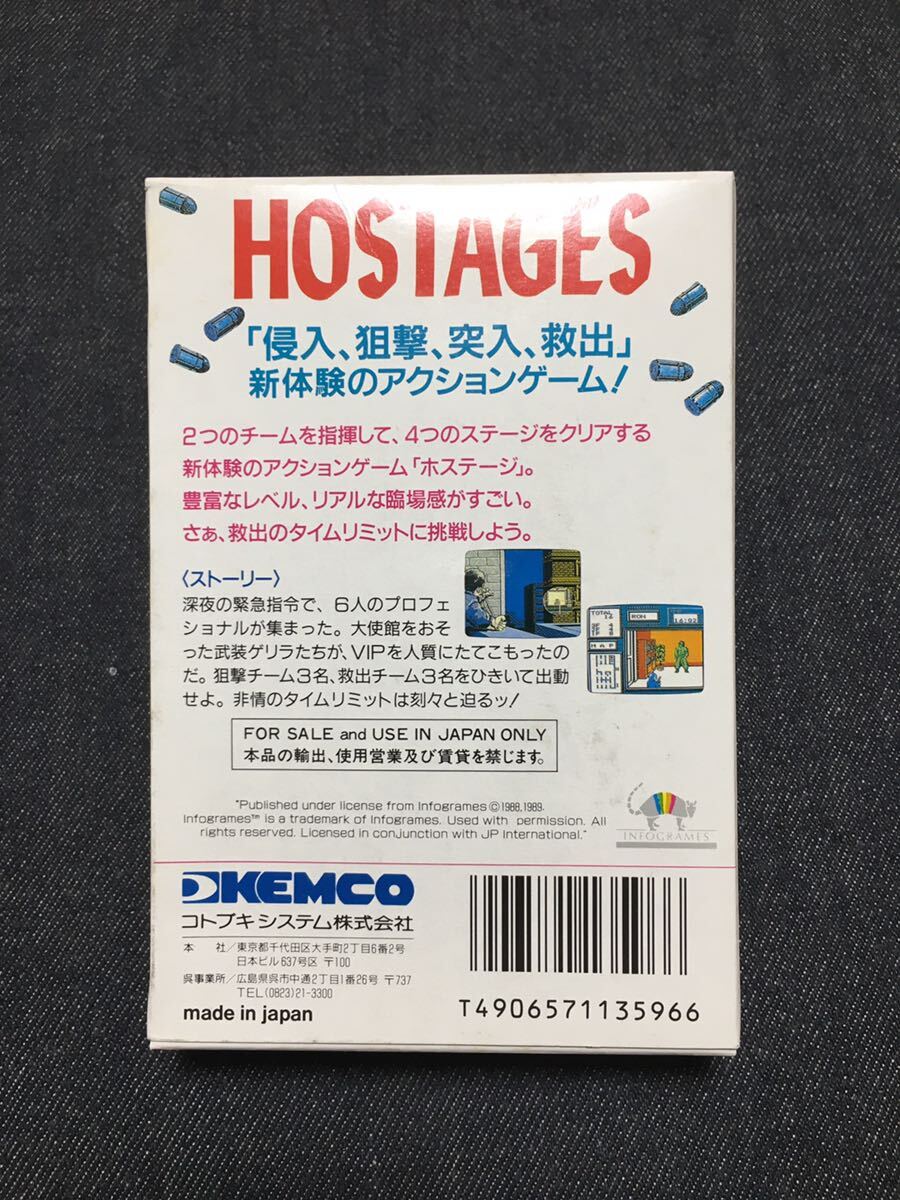 HOSTAGES
「侵入、狙撃、突入、救出」
新体験のアクションゲーム!
2つのチームを指揮して、4つのステージをクリアする
新体験のアクションゲーム「ホステージ」。
豊富なレベル、リアルな臨場感がすごい。
さぁ、救出のタイムリミットに挑戦しよう。
〈ストーリー〉
深夜の緊急指令で、6人のプロフェ
ショナルが集まった。大使館をおそ
った武装ゲリラたちが、VIPを人質にたてこもったの
だ。狙撃チーム3名、救出チーム3名をひきいて出動
せよ。非情のタイムリミットは刻々と迫るッ!
TOTAL
RON
MAP
FOR SALE and USE IN JAPAN ONLY
本品の輸出、使用営業及び賃貸を禁じます。
"Published under license from Infogrames ©1988,1989.
Infogrames™ is a trademark of Infogrames. Used with permission. All
rights reserved. Licensed in conjunction with JP International."
INFOGRAMES
KEMCO
コトブキシステム株式会社
本 社/東京都千代田区大手町2丁目6番2号
日本ビル637号区 〒100
呉事業所/広島県呉市中通2丁目1番26号 〒737
TEL(0823)21-3300
made in japan
T4906571135966